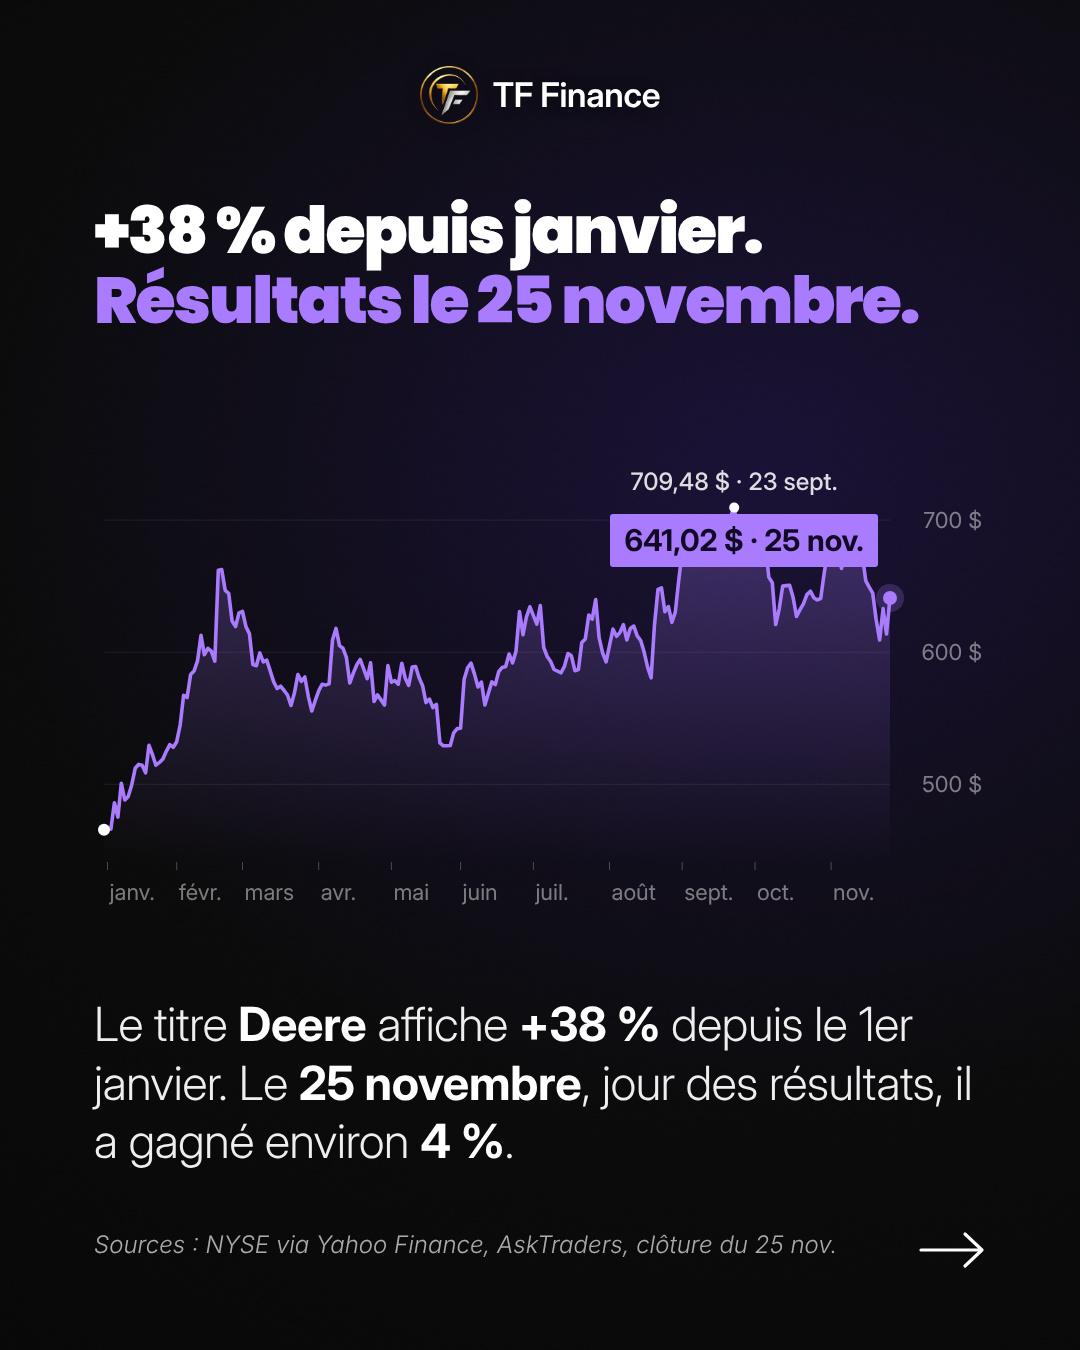 TF Finance
+38 % depuis janvier.
Résultats le 25 novembre.
709,48 $ · 23 sept.
641,02 $ · 25 nov.
700 $
600 $
500 $
janv. févr. mars avr. mai juin juil. août sept. oct. nov.
Le titre Deere affiche +38 % depuis le 1er
janvier. Le 25 novembre, jour des résultats, il
a gagné environ 4 %.
Sources : NYSE via Yahoo Finance, AskTraders, clôture du 25 nov.